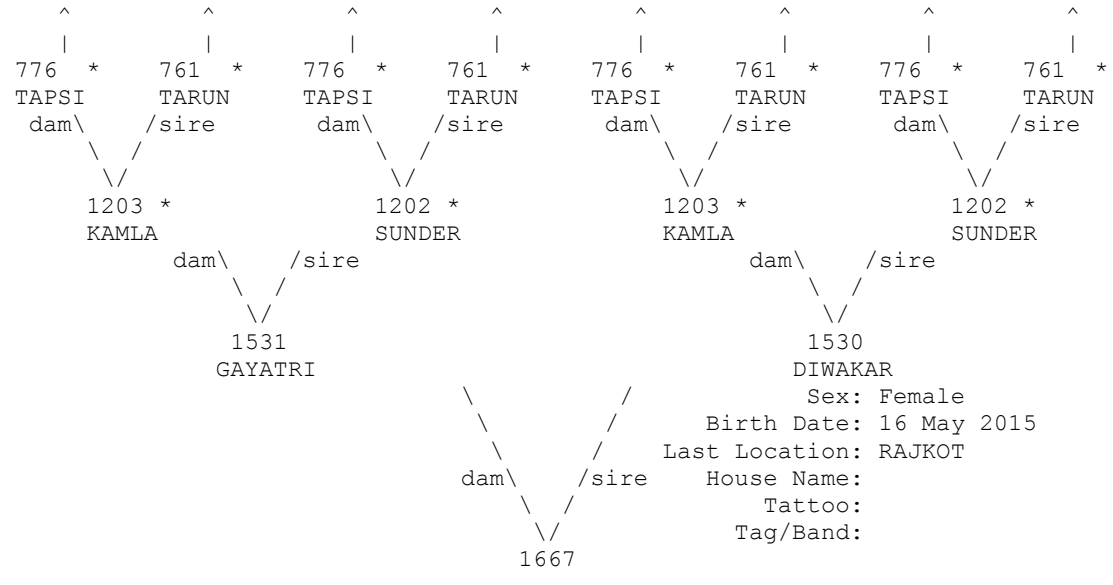 ^ ^ ^ ^ ^ ^ ^ ^
| | | | | | | |
776 * 761 * 776 * 761 * 776 * 761 * 776 * 761 *
TAPSI TARUN TAPSI TARUN TAPSI TARUN TAPSI TARUN
dam\ /sire dam\ /sire dam\ /sire dam\ /sire
\ / \ / \ / \ /
\/ \/ \/ \/
1203 * 1202 * 1203 * 1202 *
KAMLA SUNDER KAMLA SUNDER
dam\ /sire dam\ /sire
\ / \ /
\/ \/
1531 1530
GAYATRI DIWAKAR
\ / Sex: Female
\ / Birth Date: 16 May 2015
\ / Last Location: RAJKOT
dam\ /sire House Name:
\ / Tattoo:
\/ Tag/Band:
1667